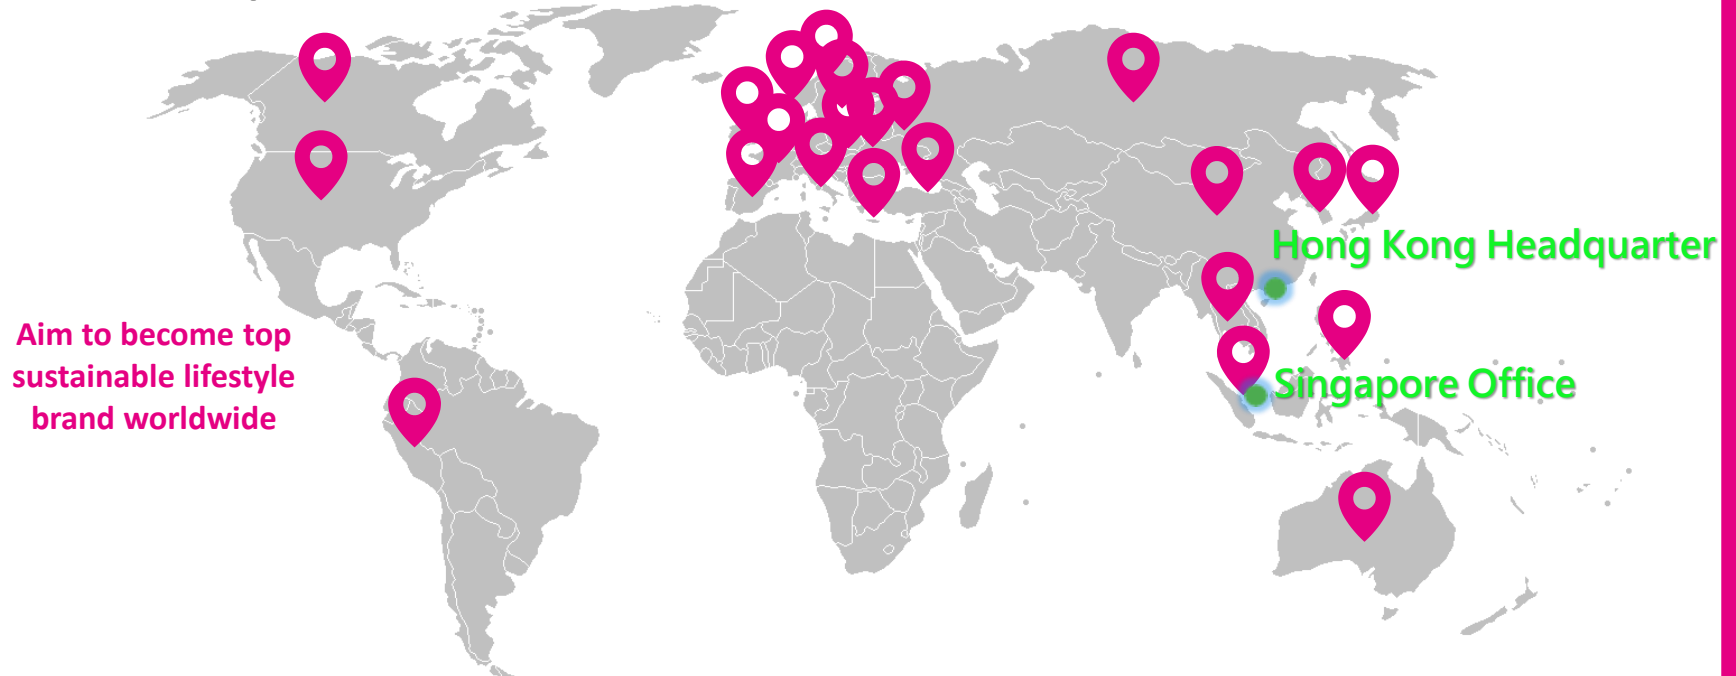 Hong Kong Headquarter
Aim to become top
sustainable lifestyle
brand worldwide
Singapore Office